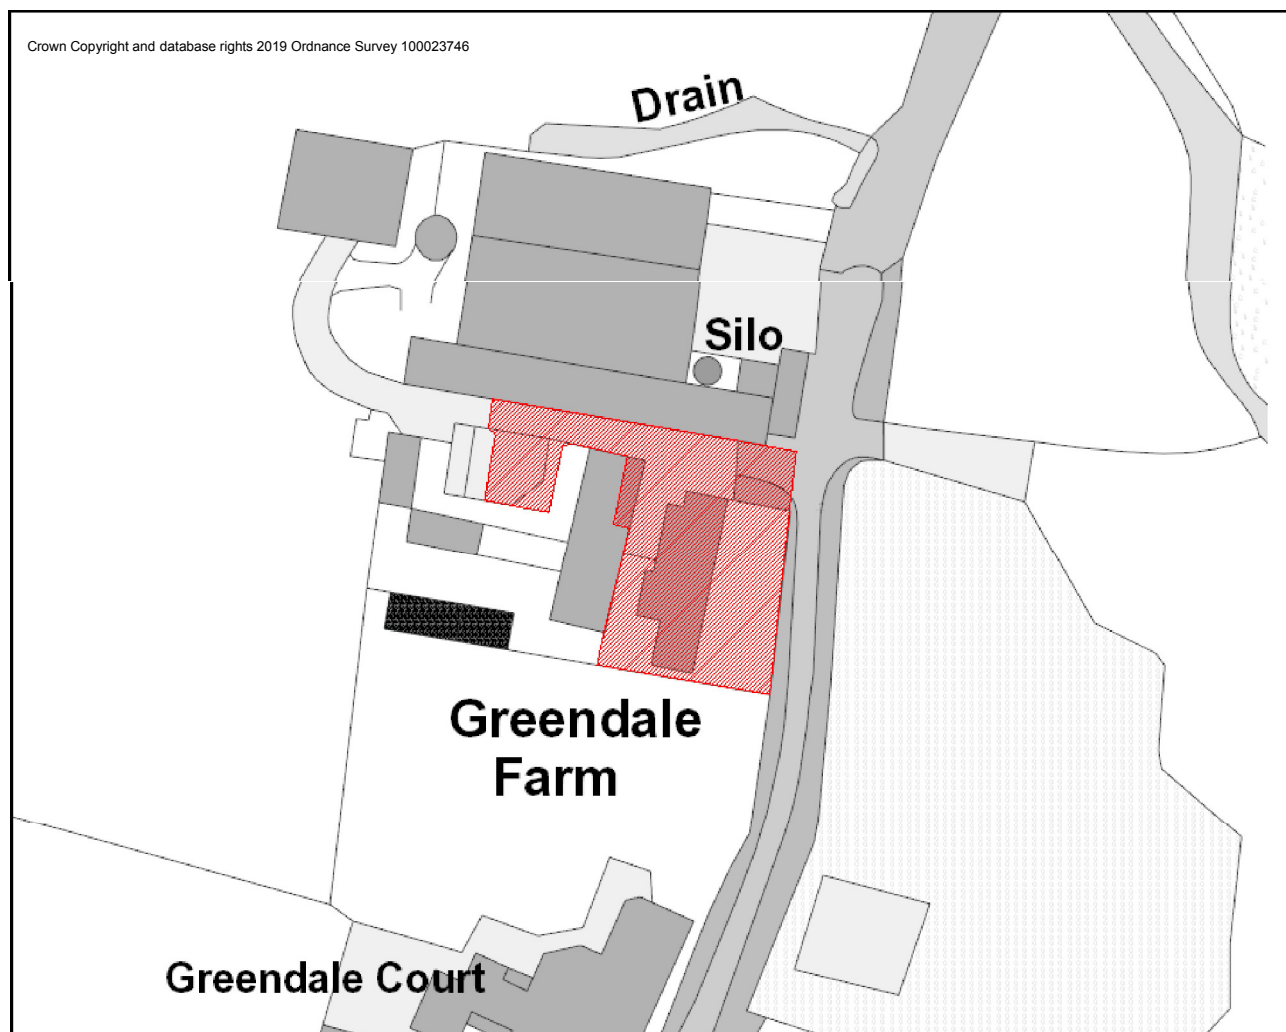 Crown Copyright and database rights 2019 Ordnance Survey 100023746
Drain
Silo
Greendale
Farm
Greendale Court